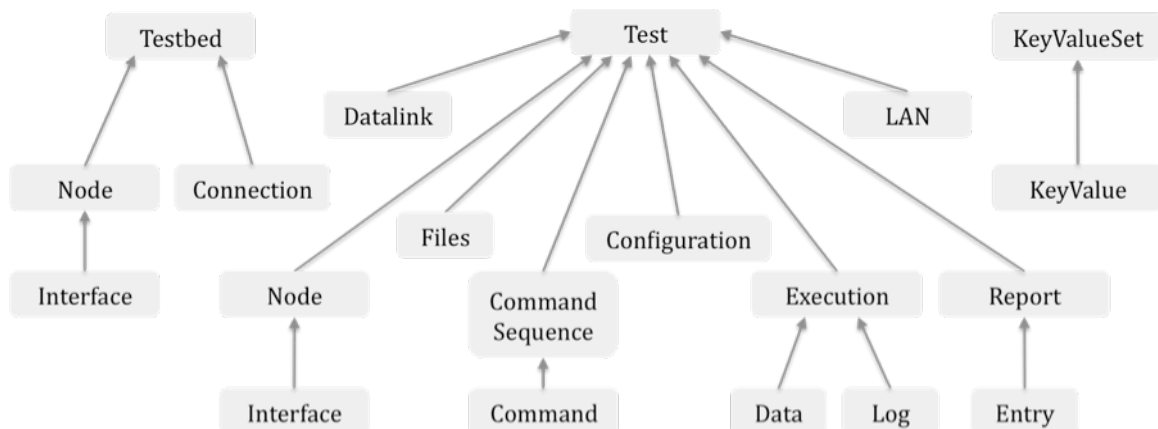 Testbed
Test
KeyValueSet
Datalink
LAN
Node
Connection
KeyValue
Files
Configuration
Interface
Node
Command
Sequence
Execution
Report
Interface
Command
Data
Log
Entry